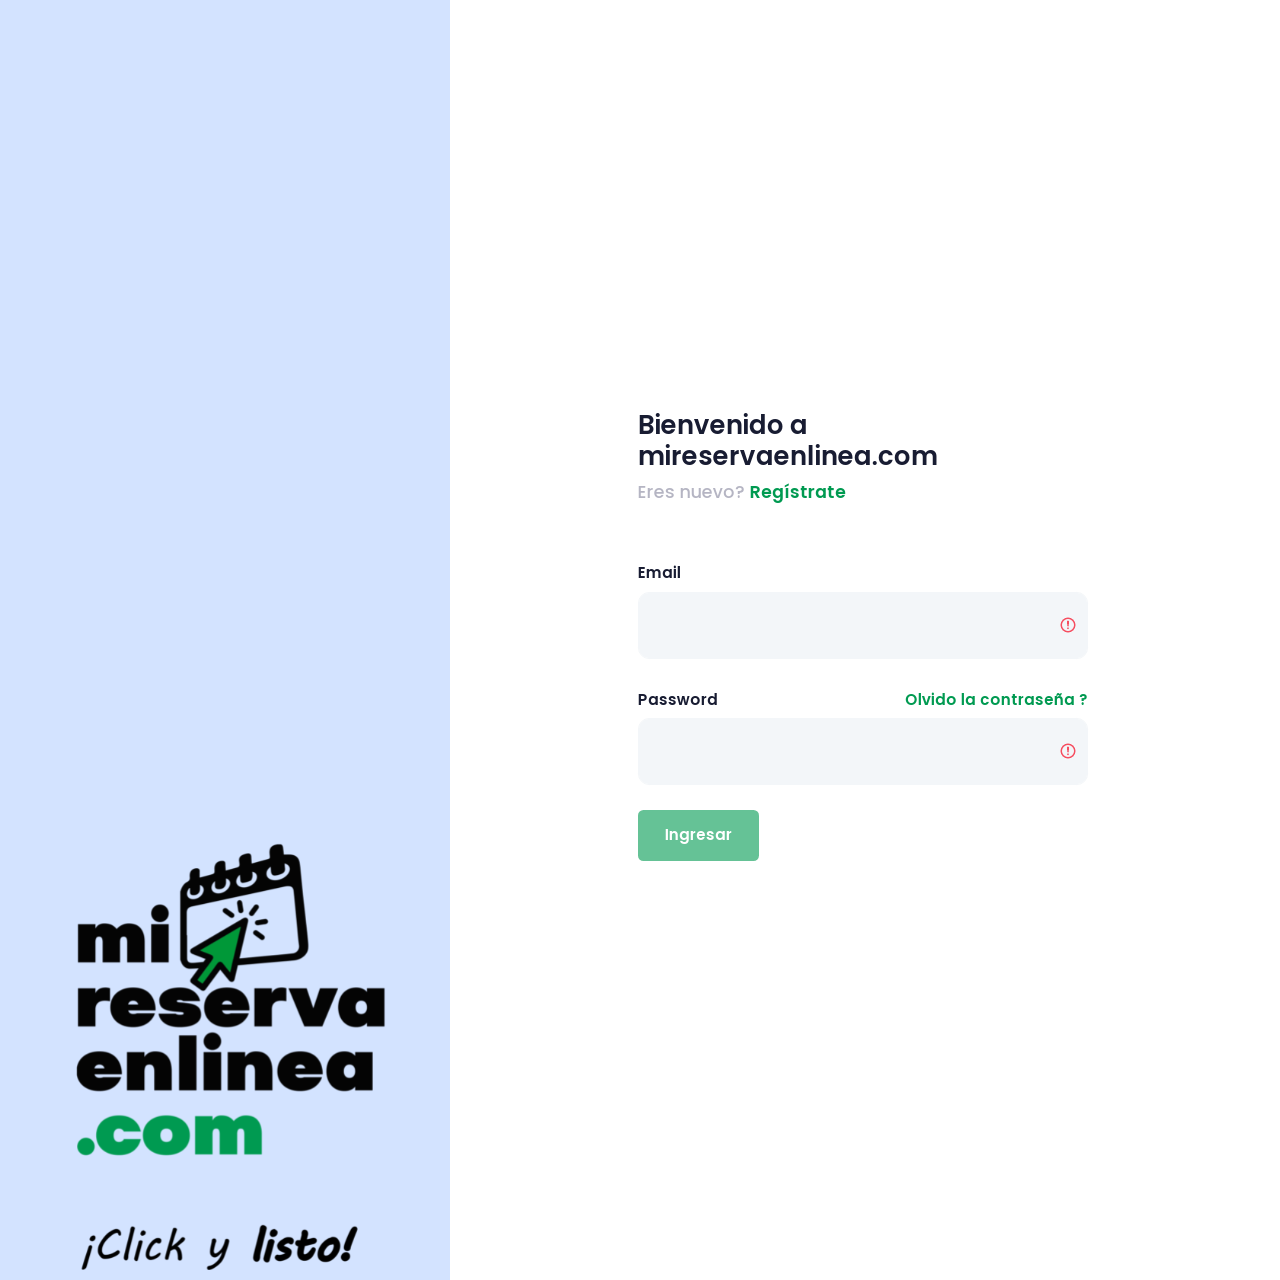 mi
reserva
enlinea
.com
¡Click y listo!
Bienvenido a
mireservaenlinea.com
Eres nuevo? Regístrate
Email
Password
Olvido la contraseña ?
Ingresar